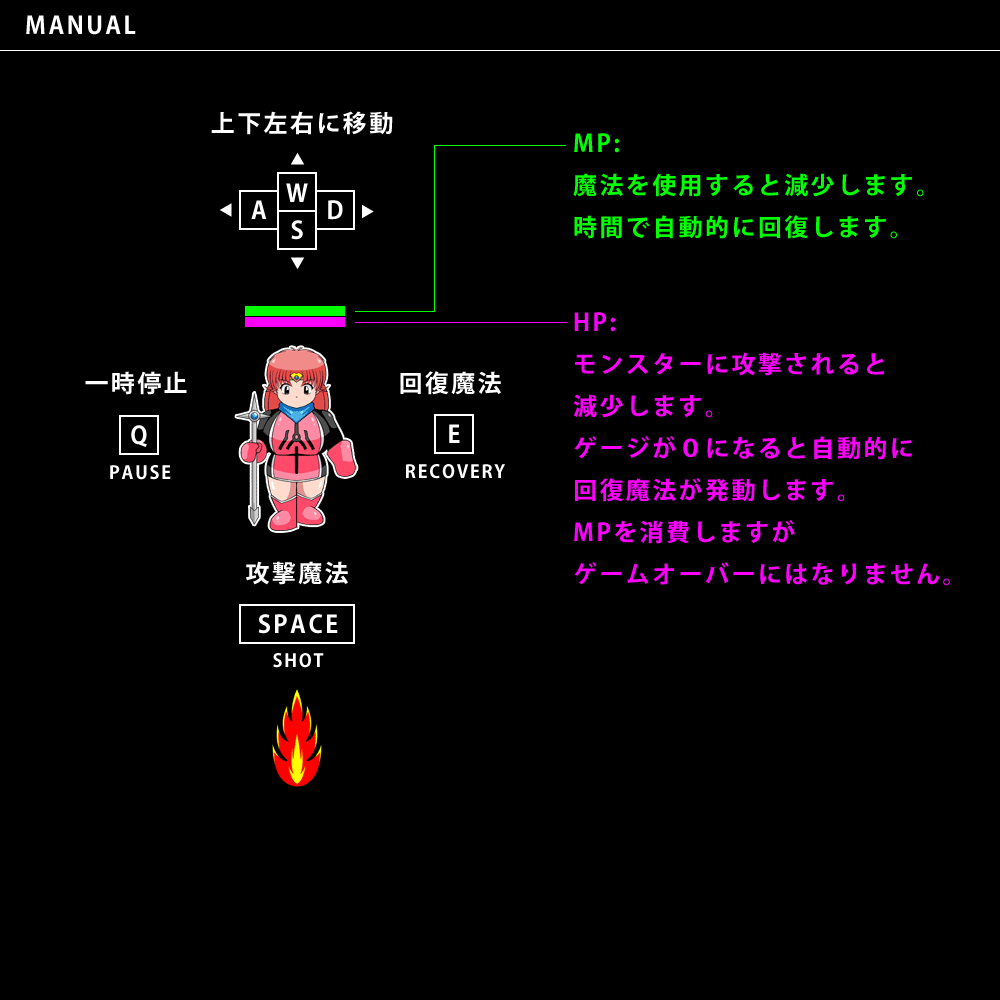 MANUAL
上下左右に移動
W
A
D
S
MP:
魔法を使用すると減少します。
時間で自動的に回復します。
HP:
モンスターに攻撃されると
減少します。
ゲージが０になると自動的に
回復魔法が発動します。
MPを消費しますが
ゲームオーバーにはなりません。
一時停止
Q
PAUSE
回復魔法
E
RECOVERY
攻撃魔法
SPACE
SHOT